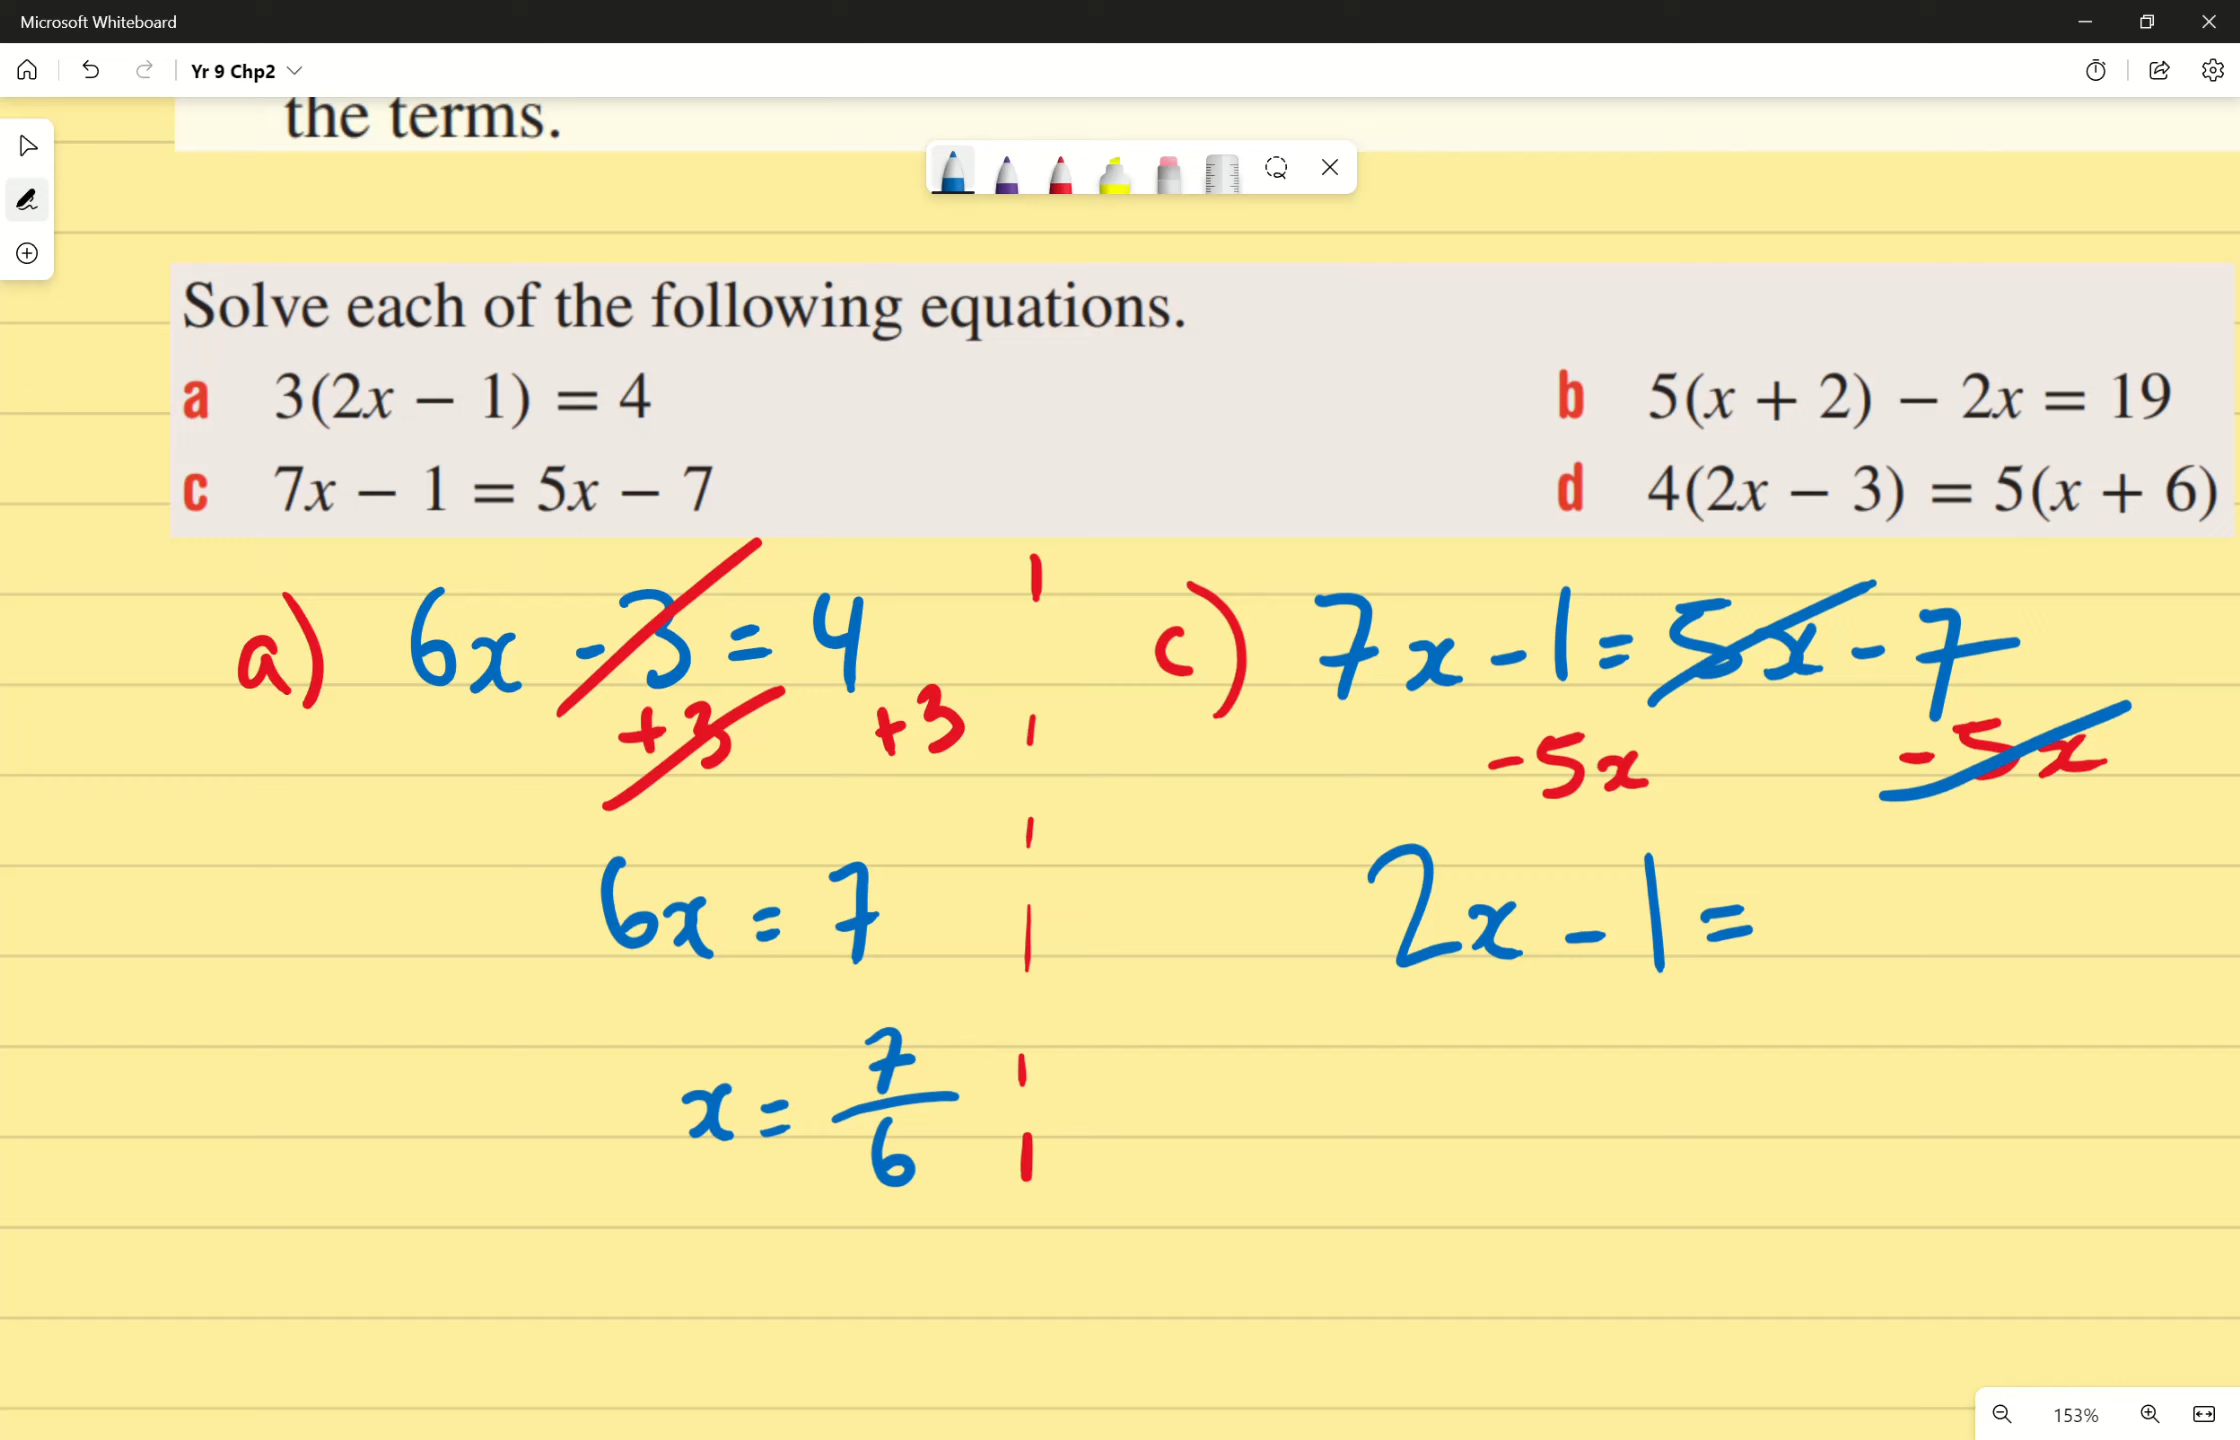 Microsoft Whiteboard
Yr 9 Chp2
the terms.
Solve each of the following equations.
a 3(2x − 1) = 4
b 5(x + 2) − 2x = 19
c 7x − 1 = 5x − 7
d 4(2x − 3) = 5(x + 6)
a) 6x - 3 = 4
+3 +3
6x = 7
x = 7/6
c) 7x - 1 = 5x - 7
-5x -5x
2x - 1 =
153%